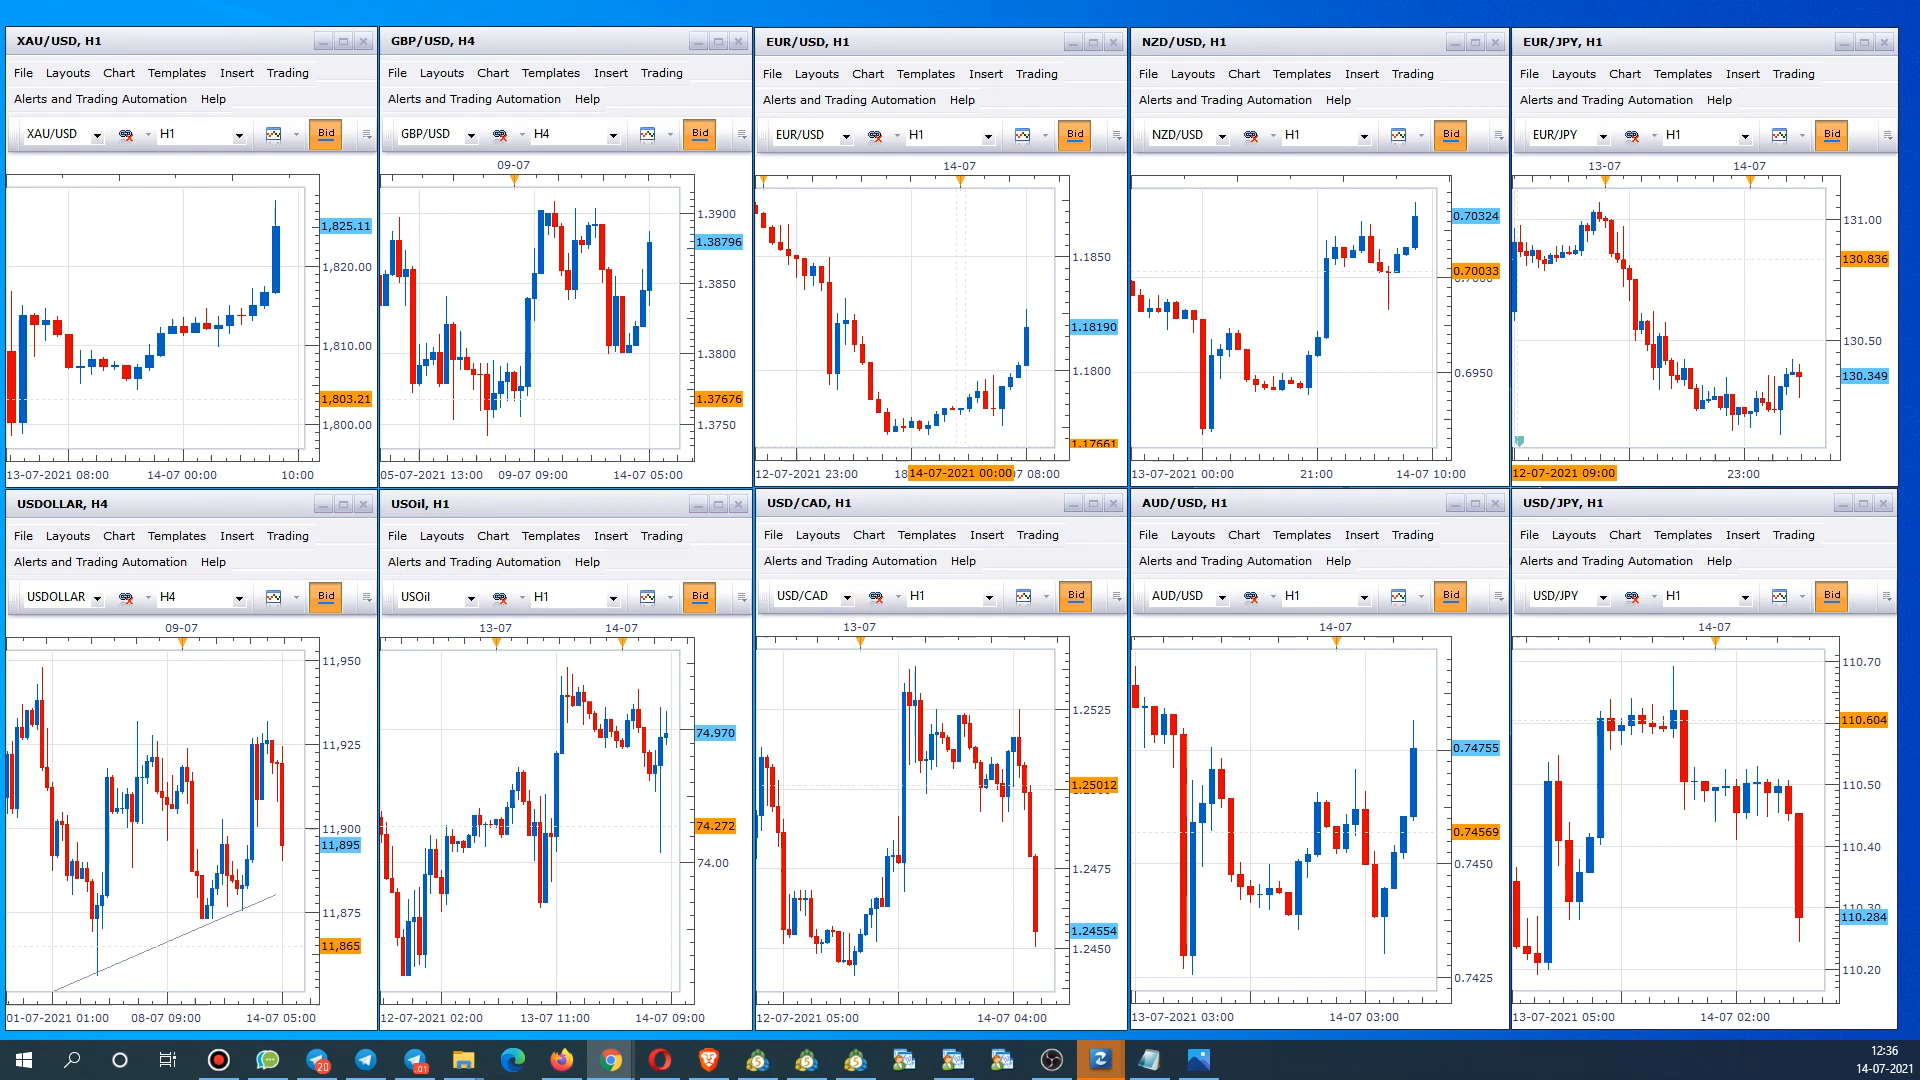 XAU/USD, H1
File Layouts Chart Templates Insert Trading
Alerts and Trading Automation Help
XAU/USD H1 Bid
1,825.11
1,820.00
1,810.00
1,803.21
1,800.00
13-07-2021 08:00 14-07 00:00 10:00
GBP/USD, H4
File Layouts Chart Templates Insert Trading
Alerts and Trading Automation Help
GBP/USD H4 Bid
09-07
1.3900
1.38796
1.3850
1.3800
1.37676
1.3750
05-07-2021 13:00 09-07 09:00 14-07 05:00
EUR/USD, H1
File Layouts Chart Templates Insert Trading
Alerts and Trading Automation Help
EUR/USD H1 Bid
14-07
1.1850
1.18190
1.1800
1.17661
12-07-2021 23:00 18 14-07-2021 00:00 7 08:00
NZD/USD, H1
File Layouts Chart Templates Insert Trading
Alerts and Trading Automation Help
NZD/USD H1 Bid
0.70324
0.70033
0.7000
0.6950
13-07-2021 00:00 21:00 14-07 10:00
EUR/JPY, H1
File Layouts Chart Templates Insert Trading
Alerts and Trading Automation Help
EUR/JPY H1 Bid
13-07 14-07
131.00
130.836
130.50
130.349
12-07-2021 09:00 23:00
USDOLLAR, H4
File Layouts Chart Templates Insert Trading
Alerts and Trading Automation Help
USDOLLAR H4 Bid
09-07
11,950
11,925
11,900
11,895
11,875
11,865
01-07-2021 01:00 08-07 09:00 14-07 05:00
USOil, H1
File Layouts Chart Templates Insert Trading
Alerts and Trading Automation Help
USOil H1 Bid
13-07 14-07
74.970
74.272
74.00
12-07-2021 02:00 13-07 11:00 14-07 09:00
USD/CAD, H1
File Layouts Chart Templates Insert Trading
Alerts and Trading Automation Help
USD/CAD H1 Bid
13-07
1.2525
1.25012
1.2475
1.24554
1.2450
12-07-2021 05:00 14-07 04:00
AUD/USD, H1
File Layouts Chart Templates Insert Trading
Alerts and Trading Automation Help
AUD/USD H1 Bid
14-07
0.74755
0.74569
0.7450
0.7425
13-07-2021 03:00 14-07 03:00
USD/JPY, H1
File Layouts Chart Templates Insert Trading
Alerts and Trading Automation Help
USD/JPY H1 Bid
14-07
110.70
110.604
110.50
110.40
110.30
110.284
110.20
13-07-2021 05:00 14-07 02:00
20
12:36
14-07-2021